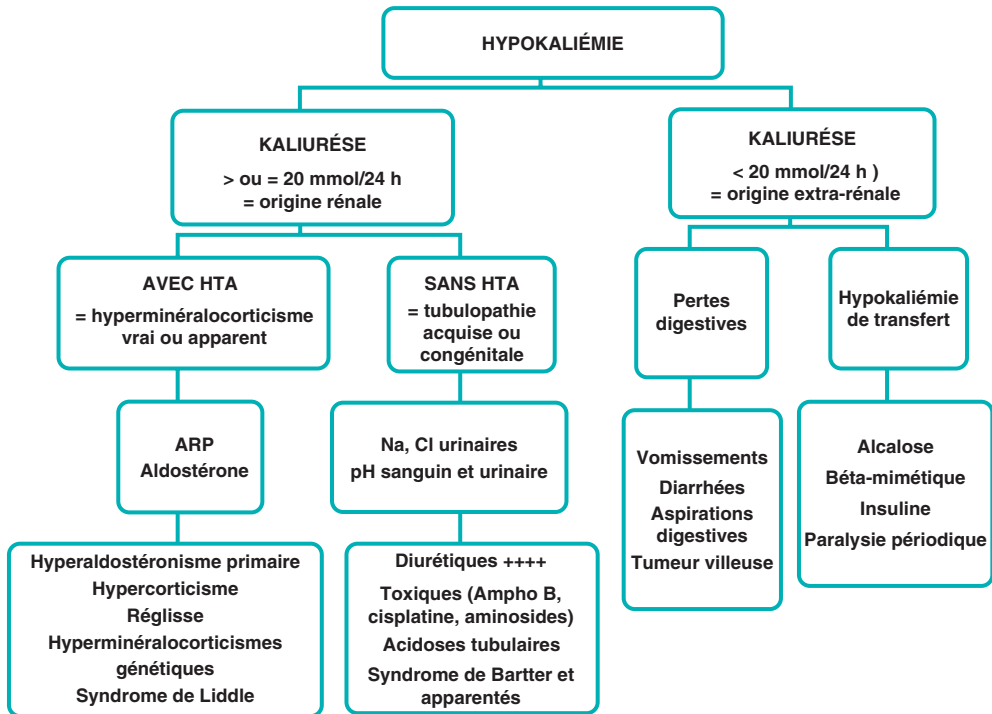 HYPOKALIÉMIE
KALIURÉSE
> ou = 20 mmol/24 h
= origine rénale
KALIURÉSE
< 20 mmol/24 h )
= origine extra-rénale
AVEC HTA
= hyperminéralocorticisme
vrai ou apparent
SANS HTA
= tubulopathie
acquise ou
congénitale
Pertes
digestives
Hypokaliémie
de transfert
ARP
Aldostérone
Na, Cl urinaires
pH sanguin et urinaire
Vomissements
Diarrhées
Aspirations
digestives
Tumeur villeuse
Alcalose
Béta-mimétique
Insuline
Paralysie périodique
Hyperaldostéronisme primaire
Hypercorticisme
Réglisse
Hyperminéralocorticismes
génétiques
Syndrome de Liddle
Diurétiques ++++
Toxiques (Ampho B,
cisplatine, aminosides)
Acidoses tubulaires
Syndrome de Bartter et
apparentés